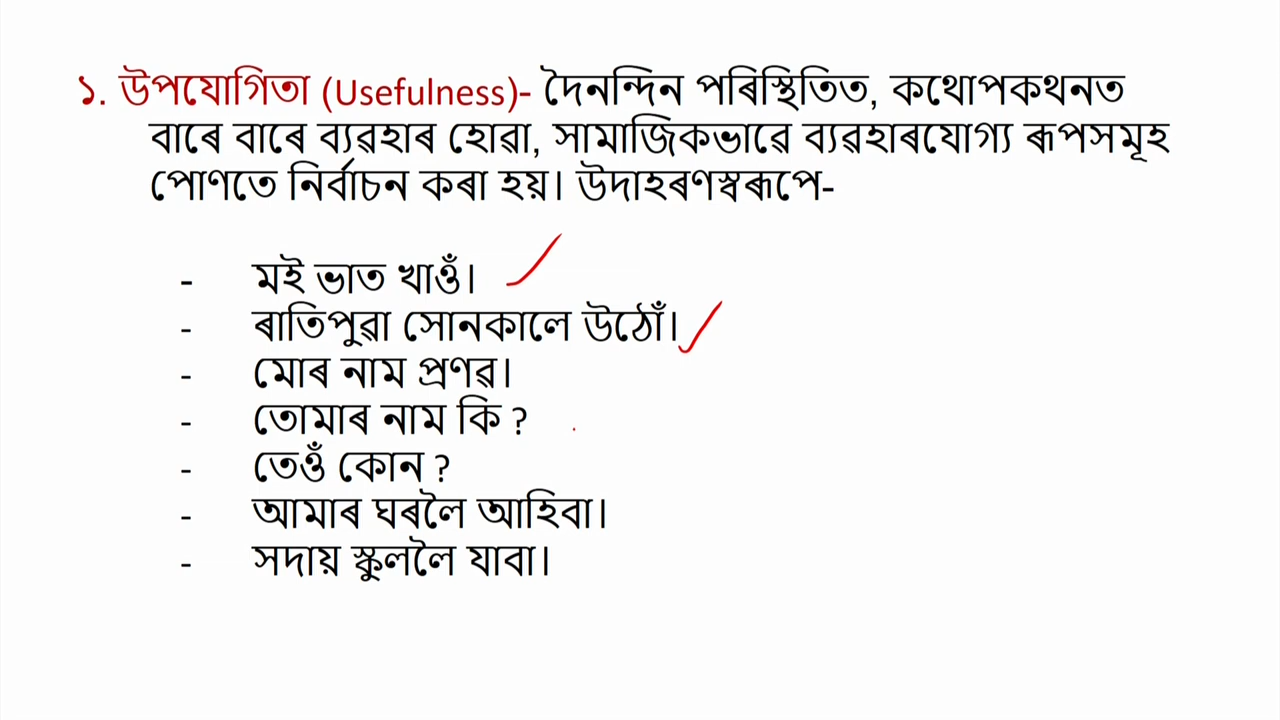 ১. উপযোগিতা (Usefulness)- দৈনন্দিন পৰিস্থিতিত, কথোপকথনত
বাৰে বাৰে ব্যৱহাৰ হোৱা, সামাজিকভাৱে ব্যৱহাৰযোগ্য ৰূপসমূহ
পোণতে নিৰ্বাচন কৰা হয়। উদাহৰণস্বৰূপে-
- মই ভাত খাওঁ।
- ৰাতিপুৱা সোনকালে উঠোঁ।
- মোৰ নাম প্ৰণৱ।
- তোমাৰ নাম কি ?
- তেওঁ কোন ?
- আমাৰ ঘৰলৈ আহিবা।
- সদায় স্কুললৈ যাবা।